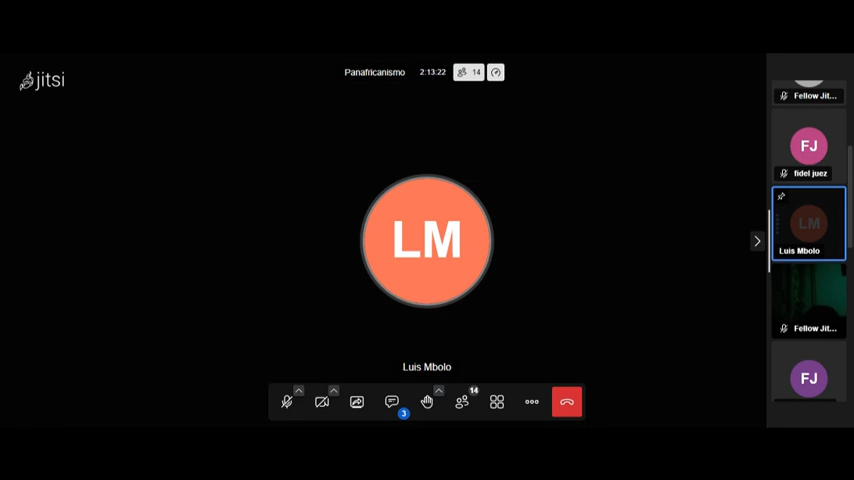 jitsi
Panafricanismo 2:13:22 14
Fellow Jit...
FJ
fidel juez
LM
LM
Luis Mbolo
Fellow Jit...
Luis Mbolo
FJ
14
3